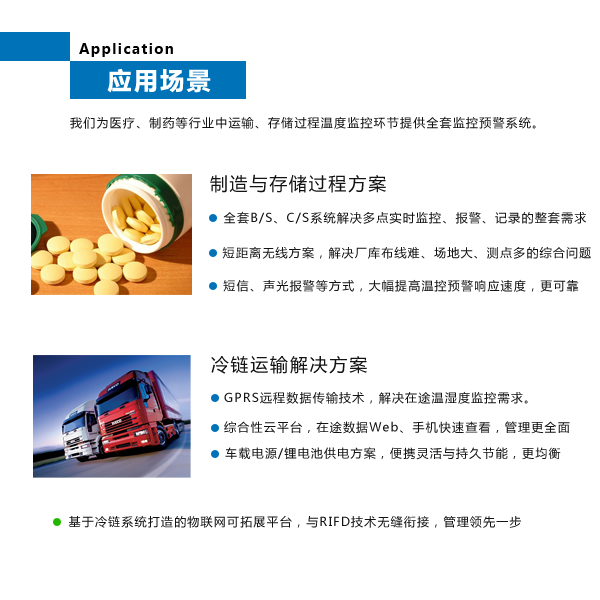 Application
应用场景
我们为医疗、制药等行业中运输、存储过程温度监控环节提供全套监控预警系统。
制造与存储过程方案
全套B/S、C/S系统解决多点实时监控、报警、记录的整套需求
短距离无线方案，解决厂库布线难、场地大、测点多的综合问题
短信、声光报警等方式，大幅提高温控预警响应速度，更可靠
冷链运输解决方案
GPRS远程数据传输技术，解决在途温湿度监控需求。
综合性云平台，在途数据Web、手机快速查看，管理更全面
车载电源/锂电池供电方案，便携灵活与持久节能，更均衡
基于冷链系统打造的物联网可拓展平台，与RIFD技术无缝衔接，管理领先一步